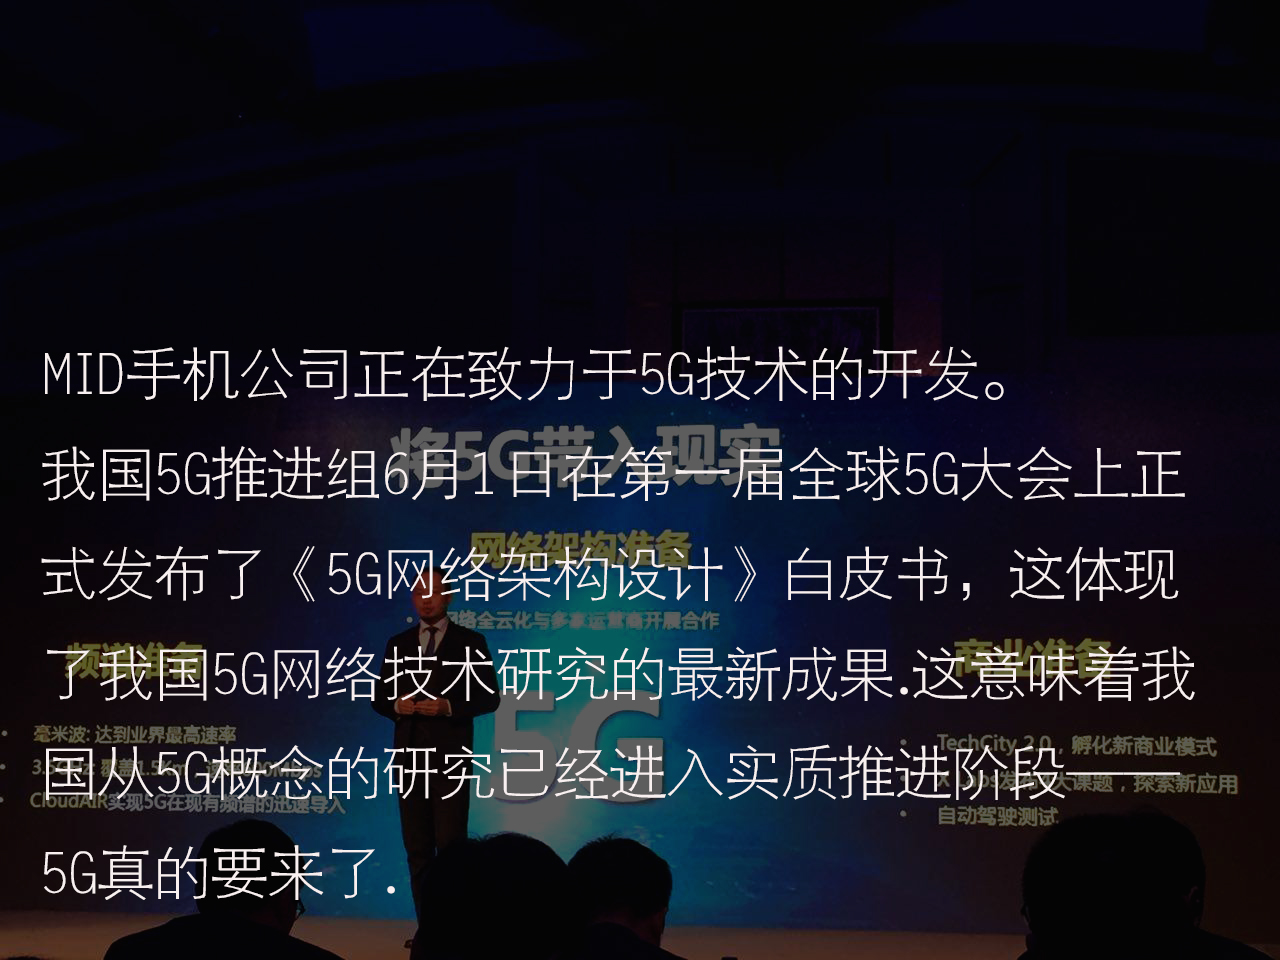 MID手机公司正在致力于5G技术的开发。
我国5G推进组6月1日在第一届全球5G大会上正
式发布了《5G网络架构设计》白皮书，这体现
了我国5G网络技术研究的最新成果.这意味着我
国从5G概念的研究已经进入实质推进阶段——
5G真的要来了.
将5G带入现实
网络架构准备
网络全云化与多家运营商开展合作
频谱准备
毫米波: 达到业界最高速率
CloudAIR实现5G在现有频谱的迅速导入
5G
商业准备
TechCity 2.0，孵化新商业模式
大课题，探索新应用
自动驾驶测试